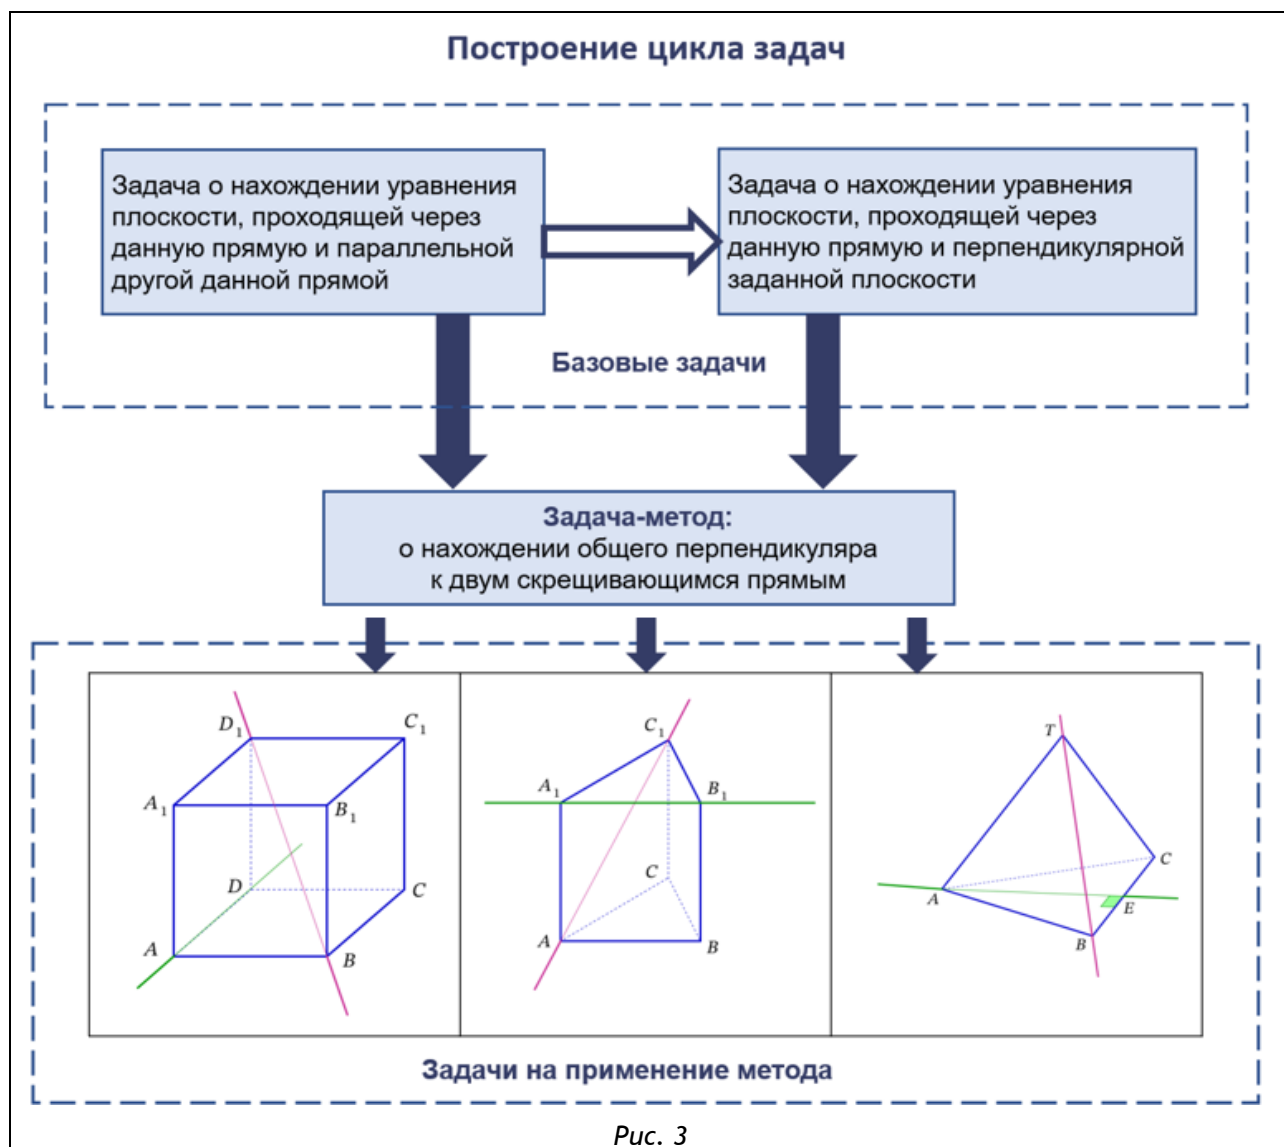 Построение цикла задач
Задача о нахождении уравнения
плоскости, проходящей через
данную прямую и параллельной
другой данной прямой
Задача о нахождении уравнения
плоскости, проходящей через
данную прямую и перпендикулярной
заданной плоскости
Базовые задачи
Задача-метод:
о нахождении общего перпендикуляра
к двум скрещивающимся прямым
D₁
C₁
A₁
B₁
D
C
A
B
C₁
A₁
B₁
C
A
B
T
C
A
E
B
Задачи на применение метода
Рис. 3